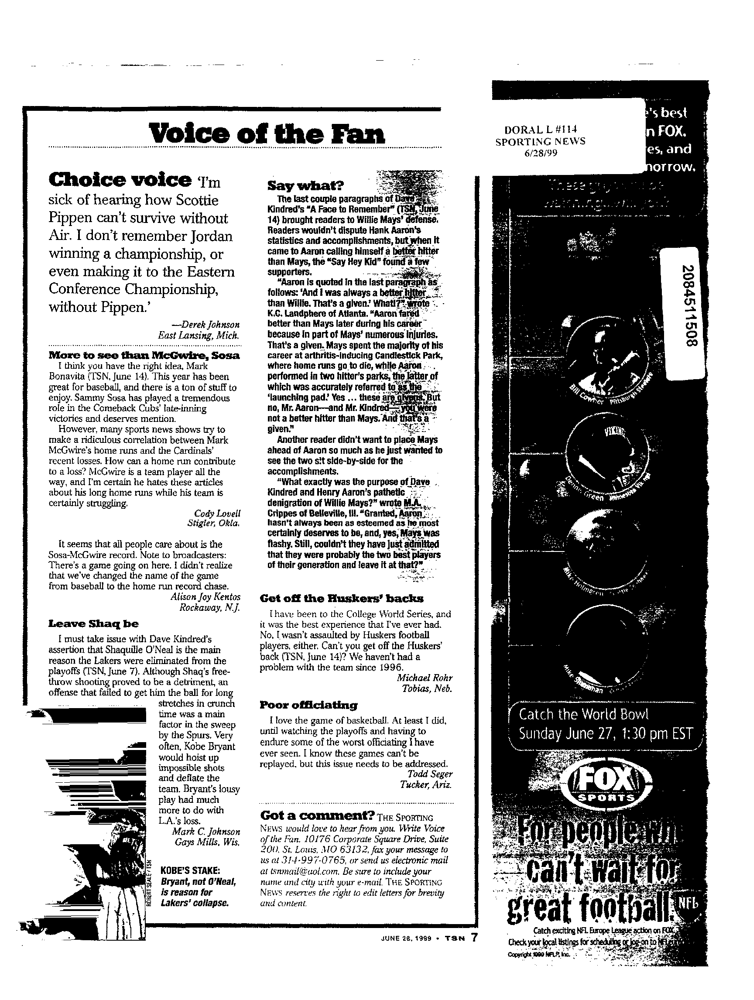 Voice of the Fan
Choice voice 'I'm
sick of hearing how Scottie
Pippen can't survive without
Air. I don't remember Jordan
winning a championship, or
even making it to the Eastern
Conference Championship,
without Pippen.'
—Derek Johnson
East Lansing, Mich.
More to see than McGwire, Sosa
I think you have the right idea, Mark
Bonavita (TSN, June 14). This year has been
great for baseball, and there is a ton of stuff to
enjoy. Sammy Sosa has played a tremendous
role in the Comeback Cubs' late-inning
victories and deserves mention.
However, many sports news shows try to
make a ridiculous correlation between Mark
McGwire's home runs and the Cardinals'
recent losses. How can a home run contribute
to a loss? McGwire is a team player all the
way, and I'm certain he hates these articles
about his long home runs while his team is
certainly struggling.
Cody Lovell
Stigler, Okla.
It seems that all people care about is the
Sosa-McGwire record. Note to broadcasters:
There's a game going on here. I didn't realize
that we've changed the name of the game
from baseball to the home run record chase.
Alison Joy Kentos
Rockaway, N.J.
Leave Shaq be
I must take issue with Dave Kindred's
assertion that Shaquille O'Neal is the main
reason the Lakers were eliminated from the
playoffs (TSN, June 7). Although Shaq's free-
throw shooting proved to be a detriment, an
offense that failed to get him the ball for long
stretches in crunch
time was a main
factor in the sweep
by the Spurs. Very
often, Kobe Bryant
would hoist up
impossible shots
and deflate the
team. Bryant's lousy
play had much
more to do with
L.A.'s loss.
Mark C. Johnson
Gays Mills, Wis.
KOBE'S STAKE:
Bryant, not O'Neal,
is reason for
Lakers' collapse.
Say what?
The last couple paragraphs of Dave
Kindred's "A Face to Remember" (TSN, June
14) brought readers to Willie Mays' defense.
Readers wouldn't dispute Hank Aaron's
statistics and accomplishments, but when it
came to Aaron calling himself a better hitter
than Mays, the "Say Hey Kid" found a few
supporters.
"Aaron is quoted in the last paragraph as
follows: 'And I was always a better hitter
than Willie. That's a given.' What!?" wrote
K.C. Landphere of Atlanta. "Aaron fared
better than Mays later during his career
because in part of Mays' numerous injuries.
That's a given. Mays spent the majority of his
career at arthritis-inducing Candlestick Park,
where home runs go to die, while Aaron
performed in two hitter's parks, the latter of
which was accurately referred to as the
'launching pad.' Yes ... these are givens. But
no, Mr. Aaron—and Mr. Kindred—you were
not a better hitter than Mays. And that's a
given."
Another reader didn't want to place Mays
ahead of Aaron so much as he just wanted to
see the two sit side-by-side for the
accomplishments.
"What exactly was the purpose of Dave
Kindred and Henry Aaron's pathetic
denigration of Willie Mays?" wrote M.A.
Crippes of Belleville, Ill. "Granted, Aaron
hasn't always been as esteemed as he most
certainly deserves to be, and, yes, Mays was
flashy. Still, couldn't they have just admitted
that they were probably the two best players
of their generation and leave it at that?"
Get off the Huskers' backs
I have been to the College World Series, and
it was the best experience that I've ever had.
No, I wasn't assaulted by Huskers football
players, either. Can't you get off the Huskers'
back (TSN, June 14)? We haven't had a
problem with the team since 1996.
Michael Rohr
Tobias, Neb.
Poor officiating
I love the game of basketball. At least I did,
until watching the playoffs and having to
endure some of the worst officiating I have
ever seen. I know these games can't be
replayed, but this issue needs to be addressed.
Todd Seger
Tucker, Ariz.
Got a comment? THE SPORTING
NEWS would love to hear from you. Write Voice
of the Fan, 10176 Corporate Square Drive, Suite
200, St. Louis, MO 63132, fax your message to
us at 314-997-0765, or send us electronic mail
at tsnmail@aol.com. Be sure to include your
name and city with your e-mail. THE SPORTING
NEWS reserves the right to edit letters for brevity
and content.
JUNE 28, 1999 • TSN 7
DORAL L #114
SPORTING NEWS
6/28/99
's best
n FOX,
es, and
orrow.
2084511508
Bill Cowher
VIKINGS
Dennis Green
Catch the World Bowl
Sunday June 27, 1:30 pm EST
FOX
SPORTS
For people who
can't wait for
great football.
NFL
Catch exciting NFL Europe League action on FOX.
Check your local listings for scheduling or log-on to
Copyright 1999 NFLP, Inc.